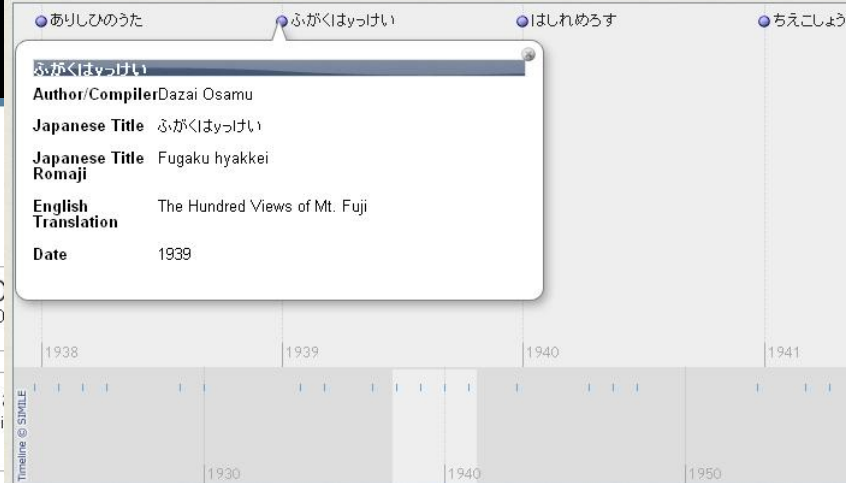 ありしひのうた
ふがくはyっけい
はしれめろす
ちえこしょう
ふがくはyっけい
Author/Compiler Dazai Osamu
Japanese Title ふがくはyっけい
Japanese Title Romaji Fugaku hyakkei
English Translation The Hundred Views of Mt. Fuji
Date 1939
1938
1939
1940
1941
Timeline © SIMILE
1930
1940
1950